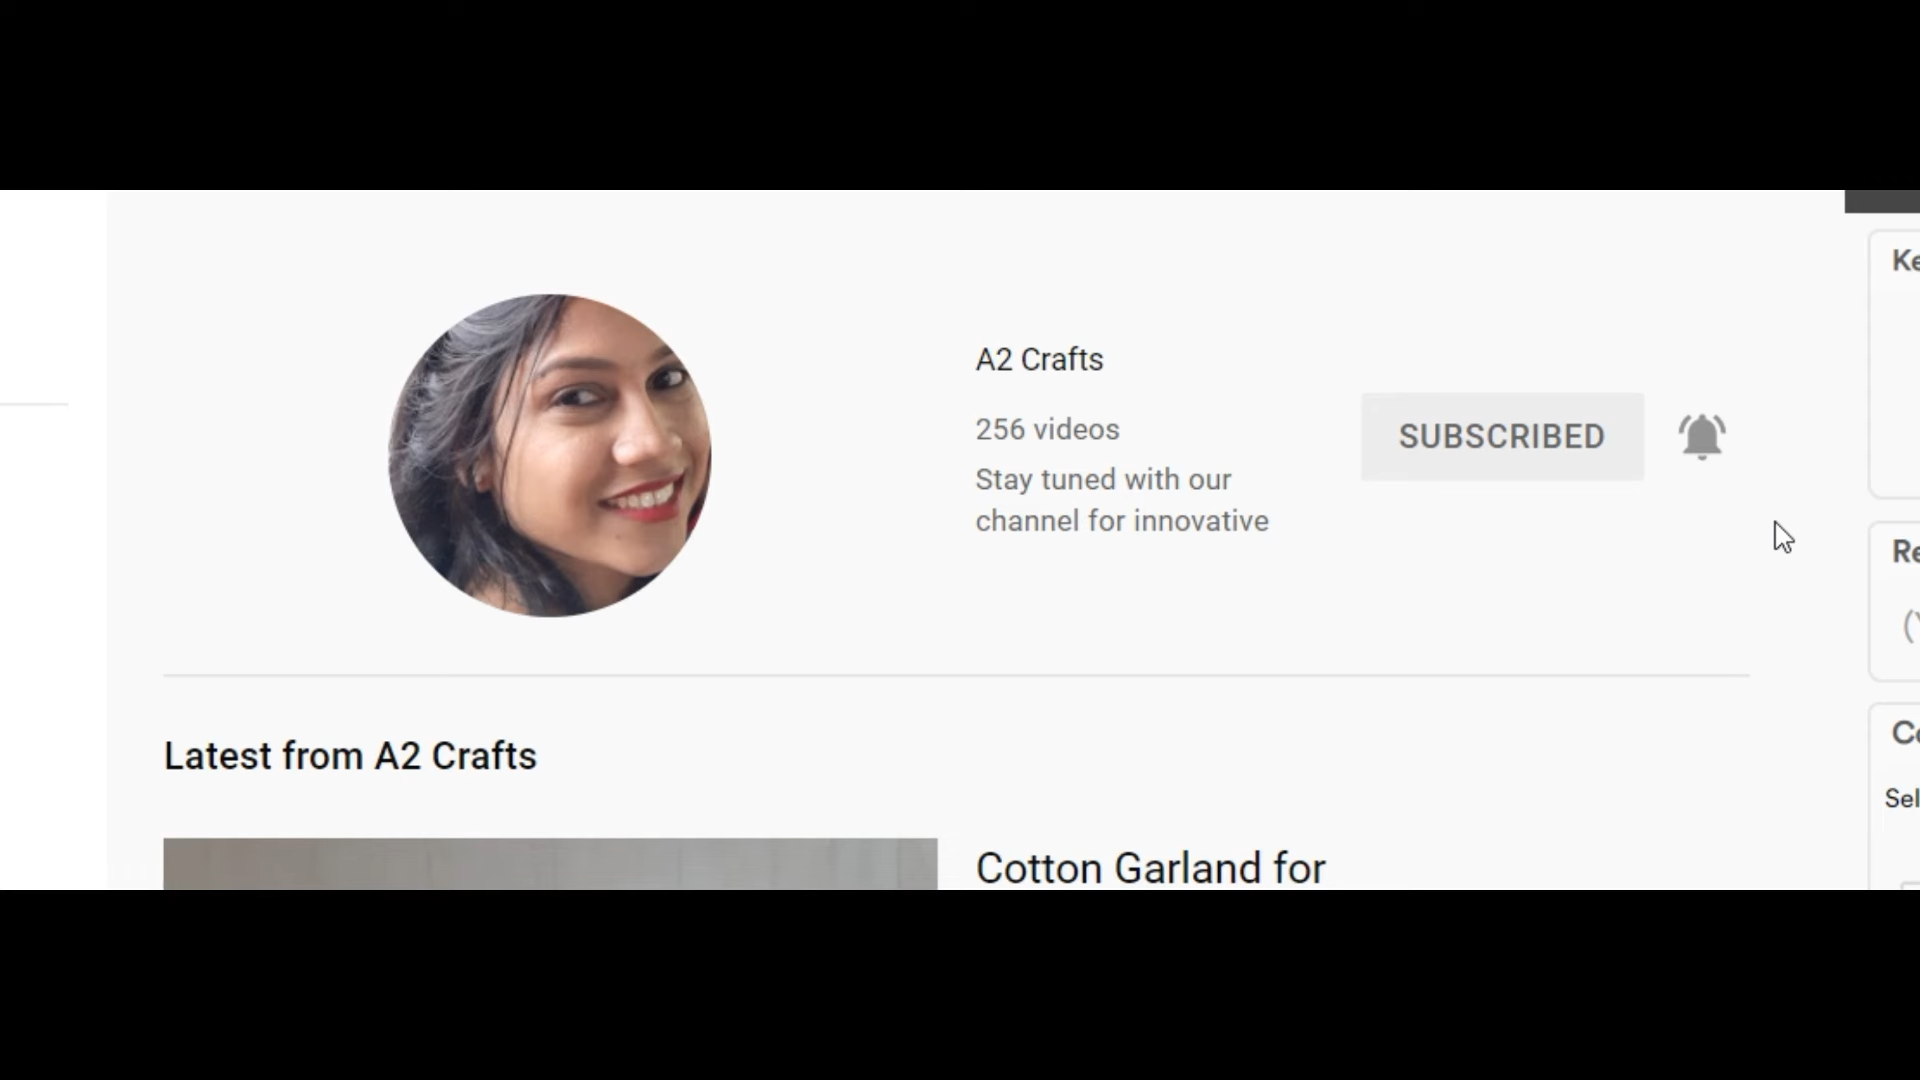 A2 Crafts
256 videos
Stay tuned with our
channel for innovative
SUBSCRIBED
Latest from A2 Crafts
Cotton Garland for